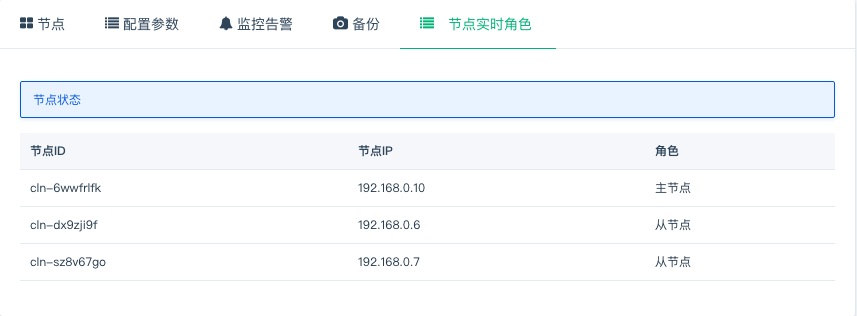 节点 配置参数 监控告警 备份 节点实时角色
节点状态
节点ID 节点IP 角色
cln-6wwfrlfk 192.168.0.10 主节点
cln-dx9zji9f 192.168.0.6 从节点
cln-sz8v67go 192.168.0.7 从节点